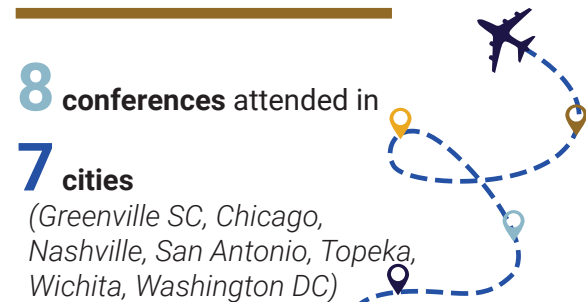 8 conferences attended in
7 cities
(Greenville SC, Chicago,
Nashville, San Antonio, Topeka,
Wichita, Washington DC)